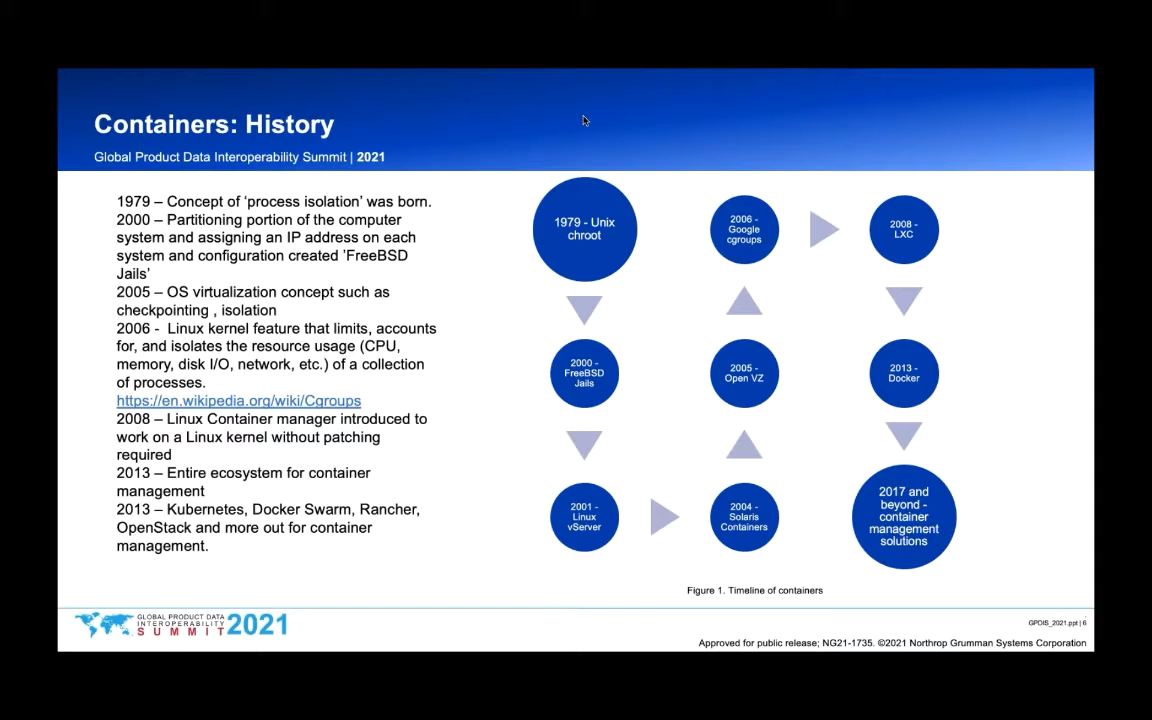 Containers: History
Global Product Data Interoperability Summit | 2021
1979 – Concept of ‘process isolation’ was born.
2000 – Partitioning portion of the computer
system and assigning an IP address on each
system and configuration created ’FreeBSD
Jails’
2005 – OS virtualization concept such as
checkpointing , isolation
2006 -  Linux kernel feature that limits, accounts
for, and isolates the resource usage (CPU,
memory, disk I/O, network, etc.) of a collection
of processes.
https://en.wikipedia.org/wiki/Cgroups
2008 – Linux Container manager introduced to
work on a Linux kernel without patching
required
2013 – Entire ecosystem for container
management
2013 – Kubernetes, Docker Swarm, Rancher,
OpenStack and more out for container
management.
1979 - Unix
chroot
2000 -
FreeBSD
Jails
2001 -
Linux
vServer
2004 -
Solaris
Containers
2005 -
Open VZ
2006 -
Google
cgroups
2008 -
LXC
2013 -
Docker
2017 and
beyond -
container
management
solutions
Figure 1. Timeline of containers
GLOBAL PRODUCT DATA
INTEROPERABILITY
SUMMIT 2021
GPDIS_2021.ppt | 6
Approved for public release; NG21-1735. ©2021 Northrop Grumman Systems Corporation